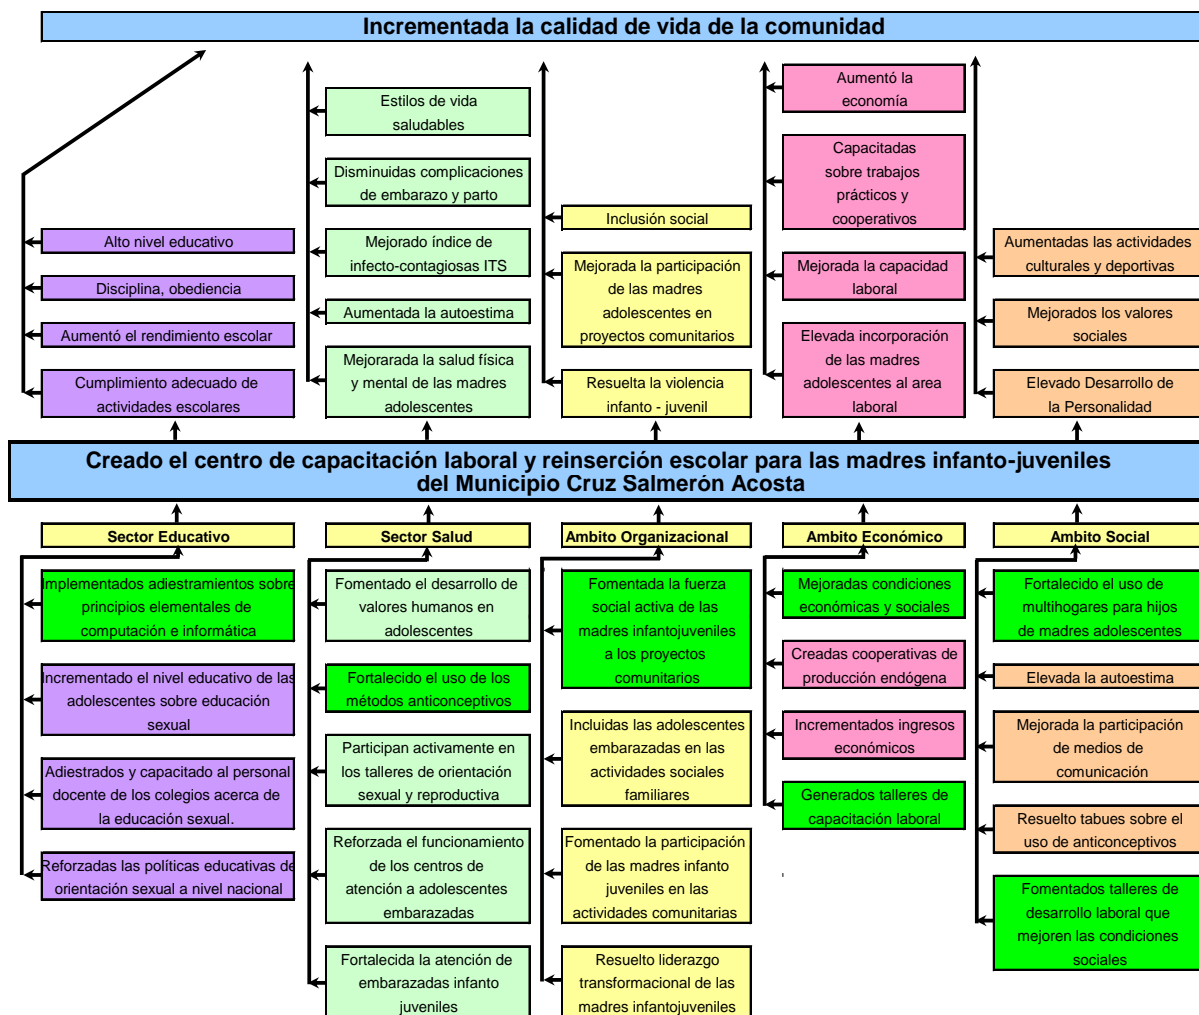 Incrementada la calidad de vida de la comunidad
Alto nivel educativo
Disciplina, obediencia
Aumentó el rendimiento escolar
Cumplimiento adecuado de
actividades escolares
Estilos de vida
saludables
Disminuidas complicaciones
de embarazo y parto
Mejorado índice de
infecto-contagiosas ITS
Aumentada la autoestima
Mejorarada la salud física
y mental de las madres
adolescentes
Inclusión social
Mejorada la participación
de las madres
adolescentes en
proyectos comunitarios
Resuelta la violencia
infanto - juvenil
Aumentó la
economía
Capacitadas
sobre trabajos
prácticos y
cooperativos
Mejorada la capacidad
laboral
Elevada incorporación
de las madres
adolescentes al area
laboral
Aumentadas las actividades
culturales y deportivas
Mejorados los valores
sociales
Elevado Desarrollo de
la Personalidad
Creado el centro de capacitación laboral y reinserción escolar para las madres infanto-juveniles
del Municipio Cruz Salmerón Acosta
Sector Educativo
Implementados adiestramientos sobre
principios elementales de
computación e informática
Incrementado el nivel educativo de las
adolescentes sobre educación
sexual
Adiestrados y capacitado al personal
docente de los colegios acerca de
la educación sexual.
Reforzadas las políticas educativas de
orientación sexual a nivel nacional
Sector Salud
Fomentado el desarrollo de
valores humanos en
adolescentes
Fortalecido el uso de los
métodos anticonceptivos
Participan activamente en
los talleres de orientación
sexual y reproductiva
Reforzada el funcionamiento
de los centros de
atención a adolescentes
embarazadas
Fortalecida la atención de
embarazadas infanto
juveniles
Ambito Organizacional
Fomentada la fuerza
social activa de las
madres infantojuveniles
a los proyectos
comunitarios
Incluidas las adolescentes
embarazadas en las
actividades sociales
familiares
Fomentado la participación
de las madres infanto
juveniles en las
actividades comunitarias
Resuelto liderazgo
transformacional de las
madres infantojuveniles
Ambito Económico
Mejoradas condiciones
económicas y sociales
Creadas cooperativas de
producción endógena
Incrementados ingresos
económicos
Generados talleres de
capacitación laboral
Ambito Social
Fortalecido el uso de
multihogares para hijos
de madres adolescentes
Elevada la autoestima
Mejorada la participación
de medios de
comunicación
Resuelto tabues sobre el
uso de anticonceptivos
Fomentados talleres de
desarrollo laboral que
mejoren las condiciones
sociales